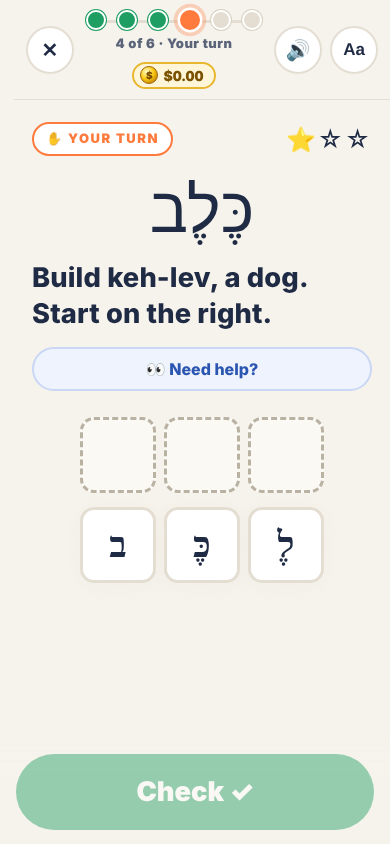 4 of 6 · Your turn
$0.00
Aa
YOUR TURN
כֶּלֶב
Build keh-lev, a dog.
Start on the right.
Need help?
ב כֶּ לֶ
Check ✓